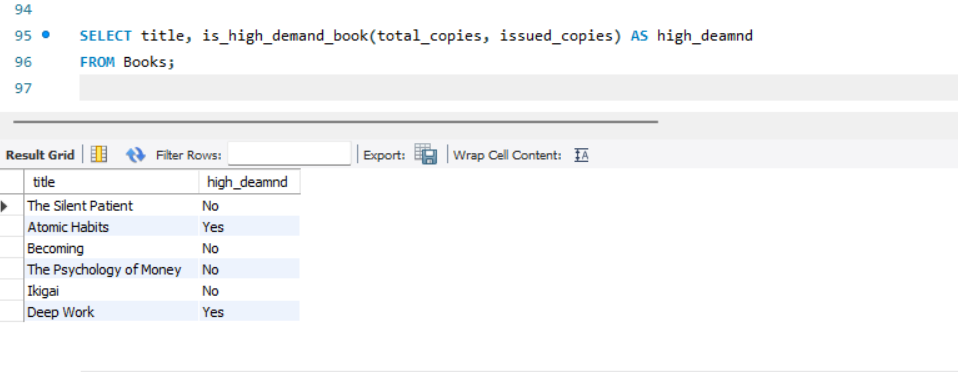 94
95 SELECT title, is_high_demand_book(total_copies, issued_copies) AS high_deamnd
96 FROM Books;
97
Result Grid Filter Rows: Export: Wrap Cell Content: IA
title high_deamnd
The Silent Patient No
Atomic Habits Yes
Becoming No
The Psychology of Money No
Ikigai No
Deep Work Yes